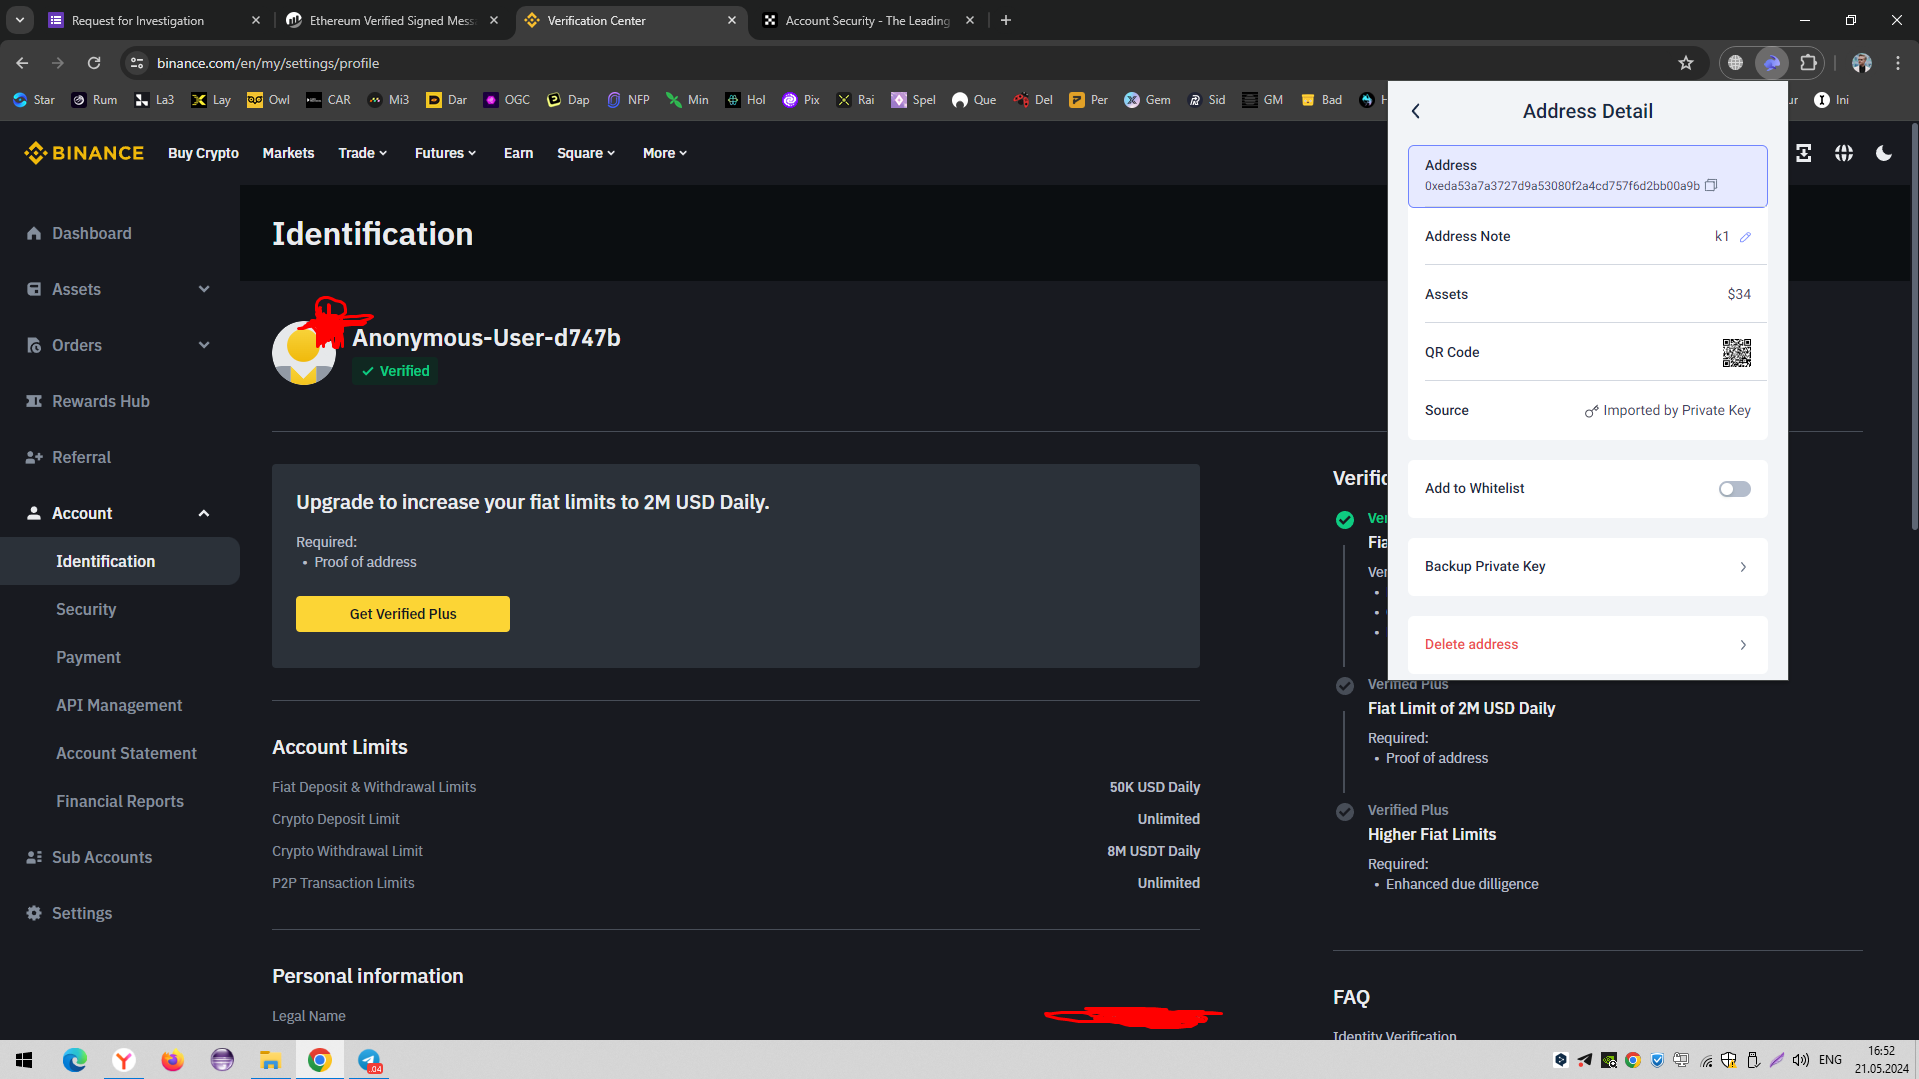 Request for Investigation
Ethereum Verified Signed Mess
Verification Center
Account Security - The Leading
binance.com/en/my/settings/profile
Star Rum La3 Lay Owl CAR Mi3 Dar OGC Dap NFP Min Hol Pix Rai Spel Que Del Per Gem Sid GM Bad Ini
BINANCE
Buy Crypto Markets Trade Futures Earn Square More
Dashboard
Assets
Orders
Rewards Hub
Referral
Account
Identification
Security
Payment
API Management
Account Statement
Financial Reports
Sub Accounts
Settings
Identification
Anonymous-User-d747b
Verified
Upgrade to increase your fiat limits to 2M USD Daily.
Required:
• Proof of address
Get Verified Plus
Account Limits
Fiat Deposit & Withdrawal Limits 50K USD Daily
Crypto Deposit Limit Unlimited
Crypto Withdrawal Limit 8M USDT Daily
P2P Transaction Limits Unlimited
Personal information
Legal Name
Verified Plus
Fiat Limit of 2M USD Daily
Required:
• Proof of address
Verified Plus
Higher Fiat Limits
Required:
• Enhanced due dilligence
FAQ
Identity Verification
Address Detail
Address
0xeda53a7a3727d9a53080f2a4cd757f6d2bb00a9b
Address Note k1
Assets $34
QR Code
Source Imported by Private Key
Add to Whitelist
Backup Private Key
Delete address
ENG
16:52
21.05.2024